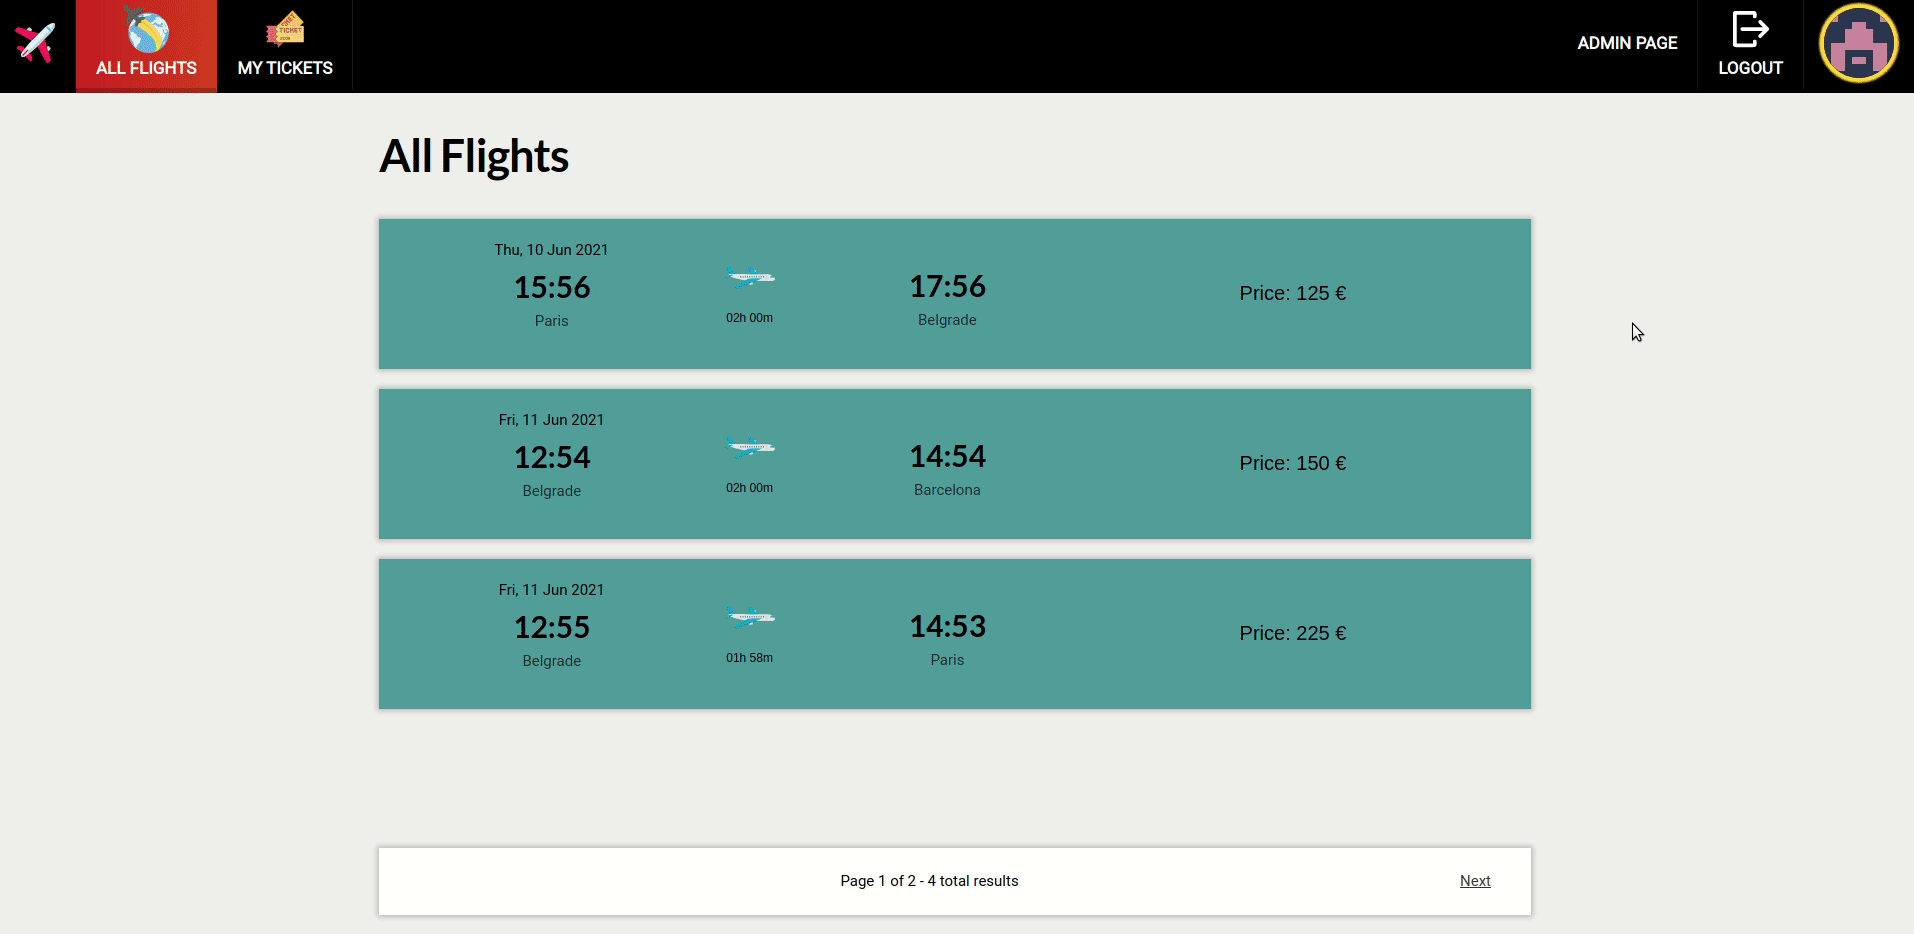 ALL FLIGHTS
MY TICKETS
ADMIN PAGE
LOGOUT
All Flights
Thu, 10 Jun 2021
15:56
Paris
02h 00m
17:56
Belgrade
Price: 125 €
Fri, 11 Jun 2021
12:54
Belgrade
02h 00m
14:54
Barcelona
Price: 150 €
Fri, 11 Jun 2021
12:55
Belgrade
01h 58m
14:53
Paris
Price: 225 €
Page 1 of 2 - 4 total results
Next